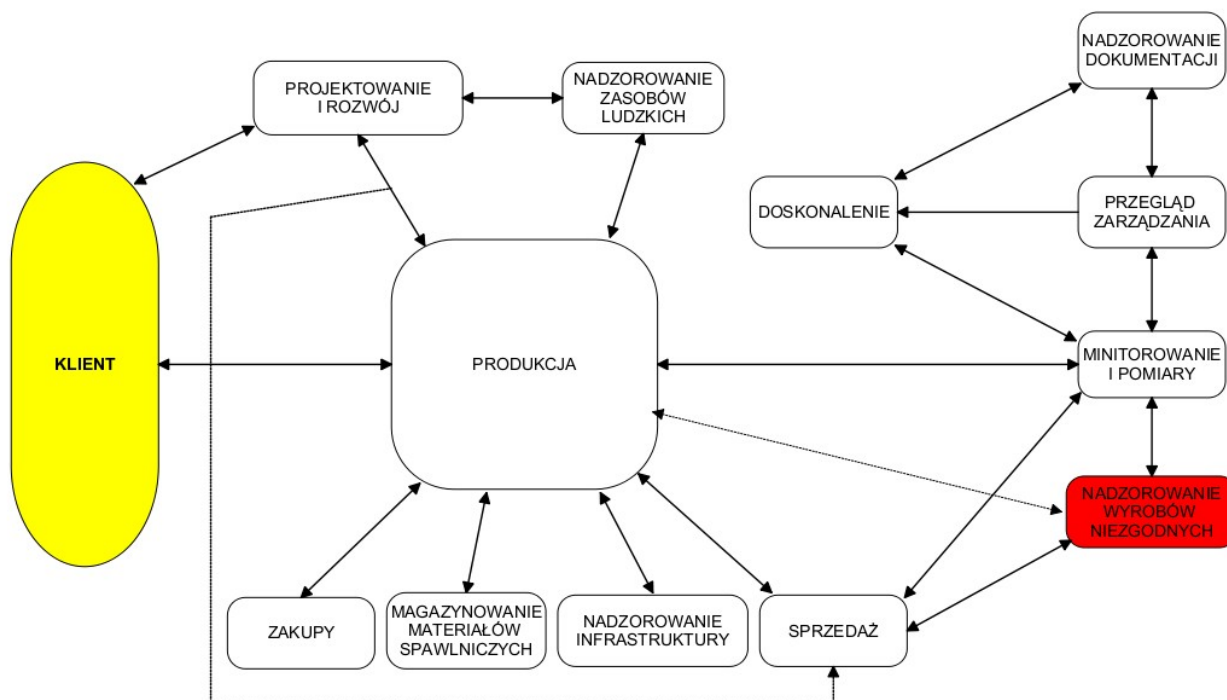 PROJEKTOWANIE
I ROZWÓJ
NADZOROWANIE
ZASOBÓW
LUDZKICH
NADZOROWANIE
DOKUMENTACJI
DOSKONALENIE
PRZEGLĄD
ZARZĄDZANIA
KLIENT
PRODUKCJA
MINITOROWANIE
I POMIARY
NADZOROWANIE
WYROBÓW
NIEZGODNYCH
ZAKUPY
MAGAZYNOWANIE
MATERIAŁÓW
SPAWLNICZYCH
NADZOROWANIE
INFRASTRUKTURY
SPRZEDAŻ